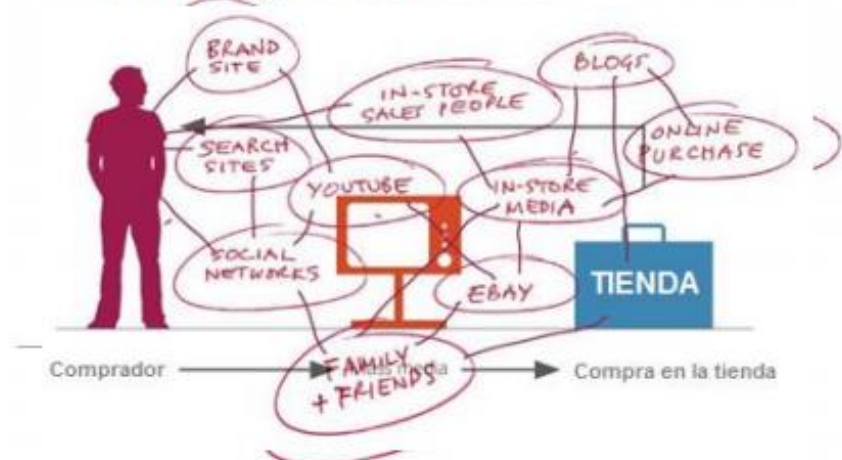 BRAND
SITE
BLOGS
IN-STORE
SALES PEOPLE
ONLINE
PURCHASE
SEARCH
SITES
YOUTUBE
IN-STORE
MEDIA
SOCIAL
NETWORKS
EBAY
TIENDA
FAMILY
+ FRIENDS
Comprador
media
Compra en la tienda